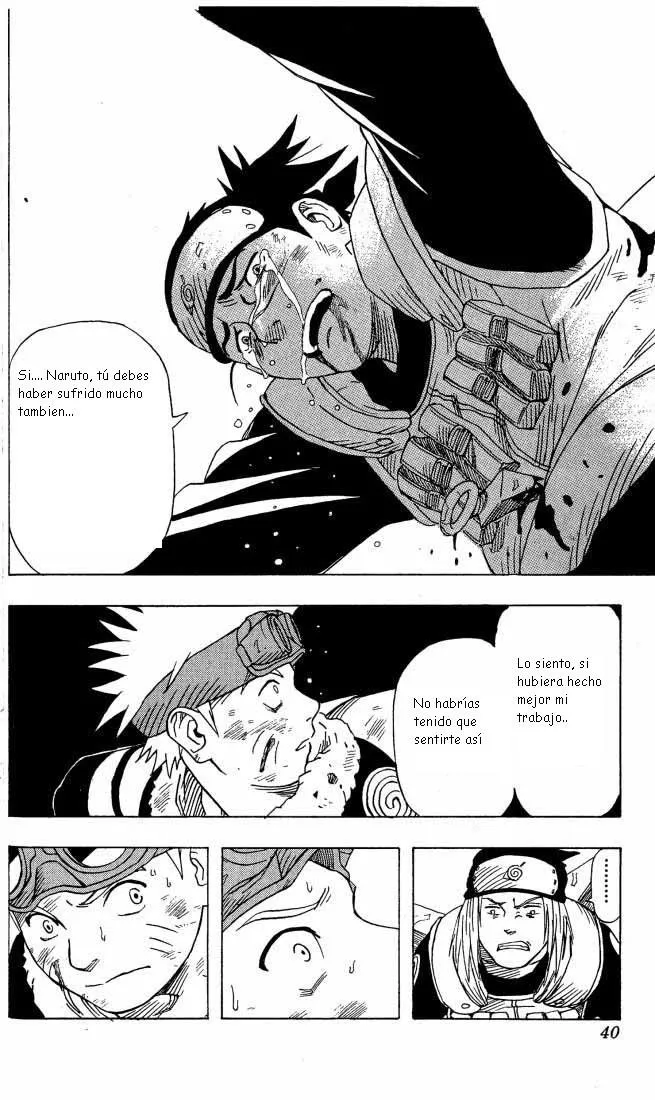 Si.... Naruto, tú debes
haber sufrido mucho
tambien...
Lo siento, si
hubiera hecho
mejor mi
trabajo..
No habrías
tenido que
sentirte así
..........
40